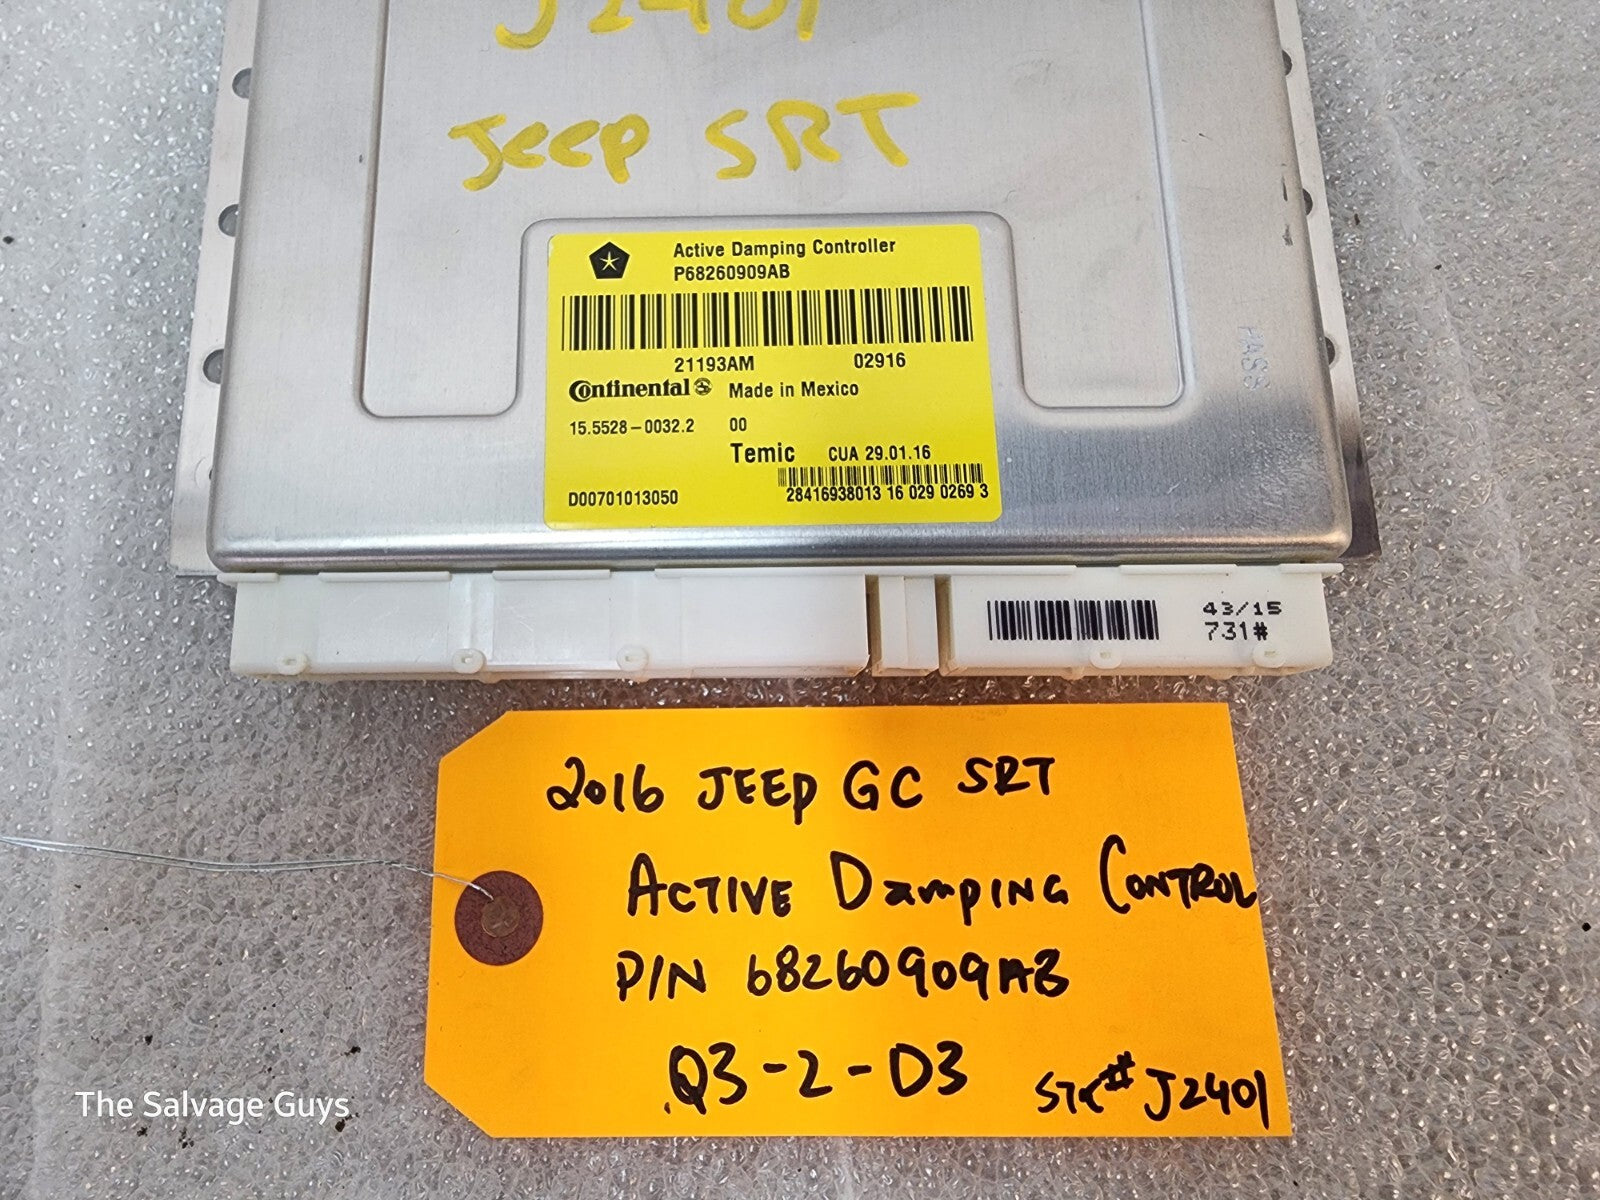 J2401
Jeep SRT
Active Damping Controller
P68260909AB
21193AM 02916
Continental Made in Mexico
15.5528-0032.2 00
Temic CUA 29.01.16
28416938013 16 029 0269 3
D00701013050
PASS
43/15
731#
2016 JEEP GC SRT
ACTIVE DampING CONTROL
P/N 68260909AB
Q3-2-D3
STK# J2401
The Salvage Guys